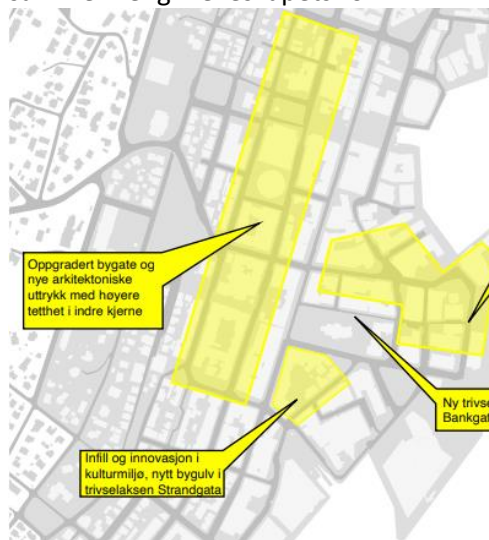 Oppgradert bygate og
nye arkitektoniske
uttrykk med høyere
tetthet i indre kjerne
Ny
Bankgat
Infill og innovasjon i
kulturmiljø, nytt bygulv i
trivselaksen Strandgata